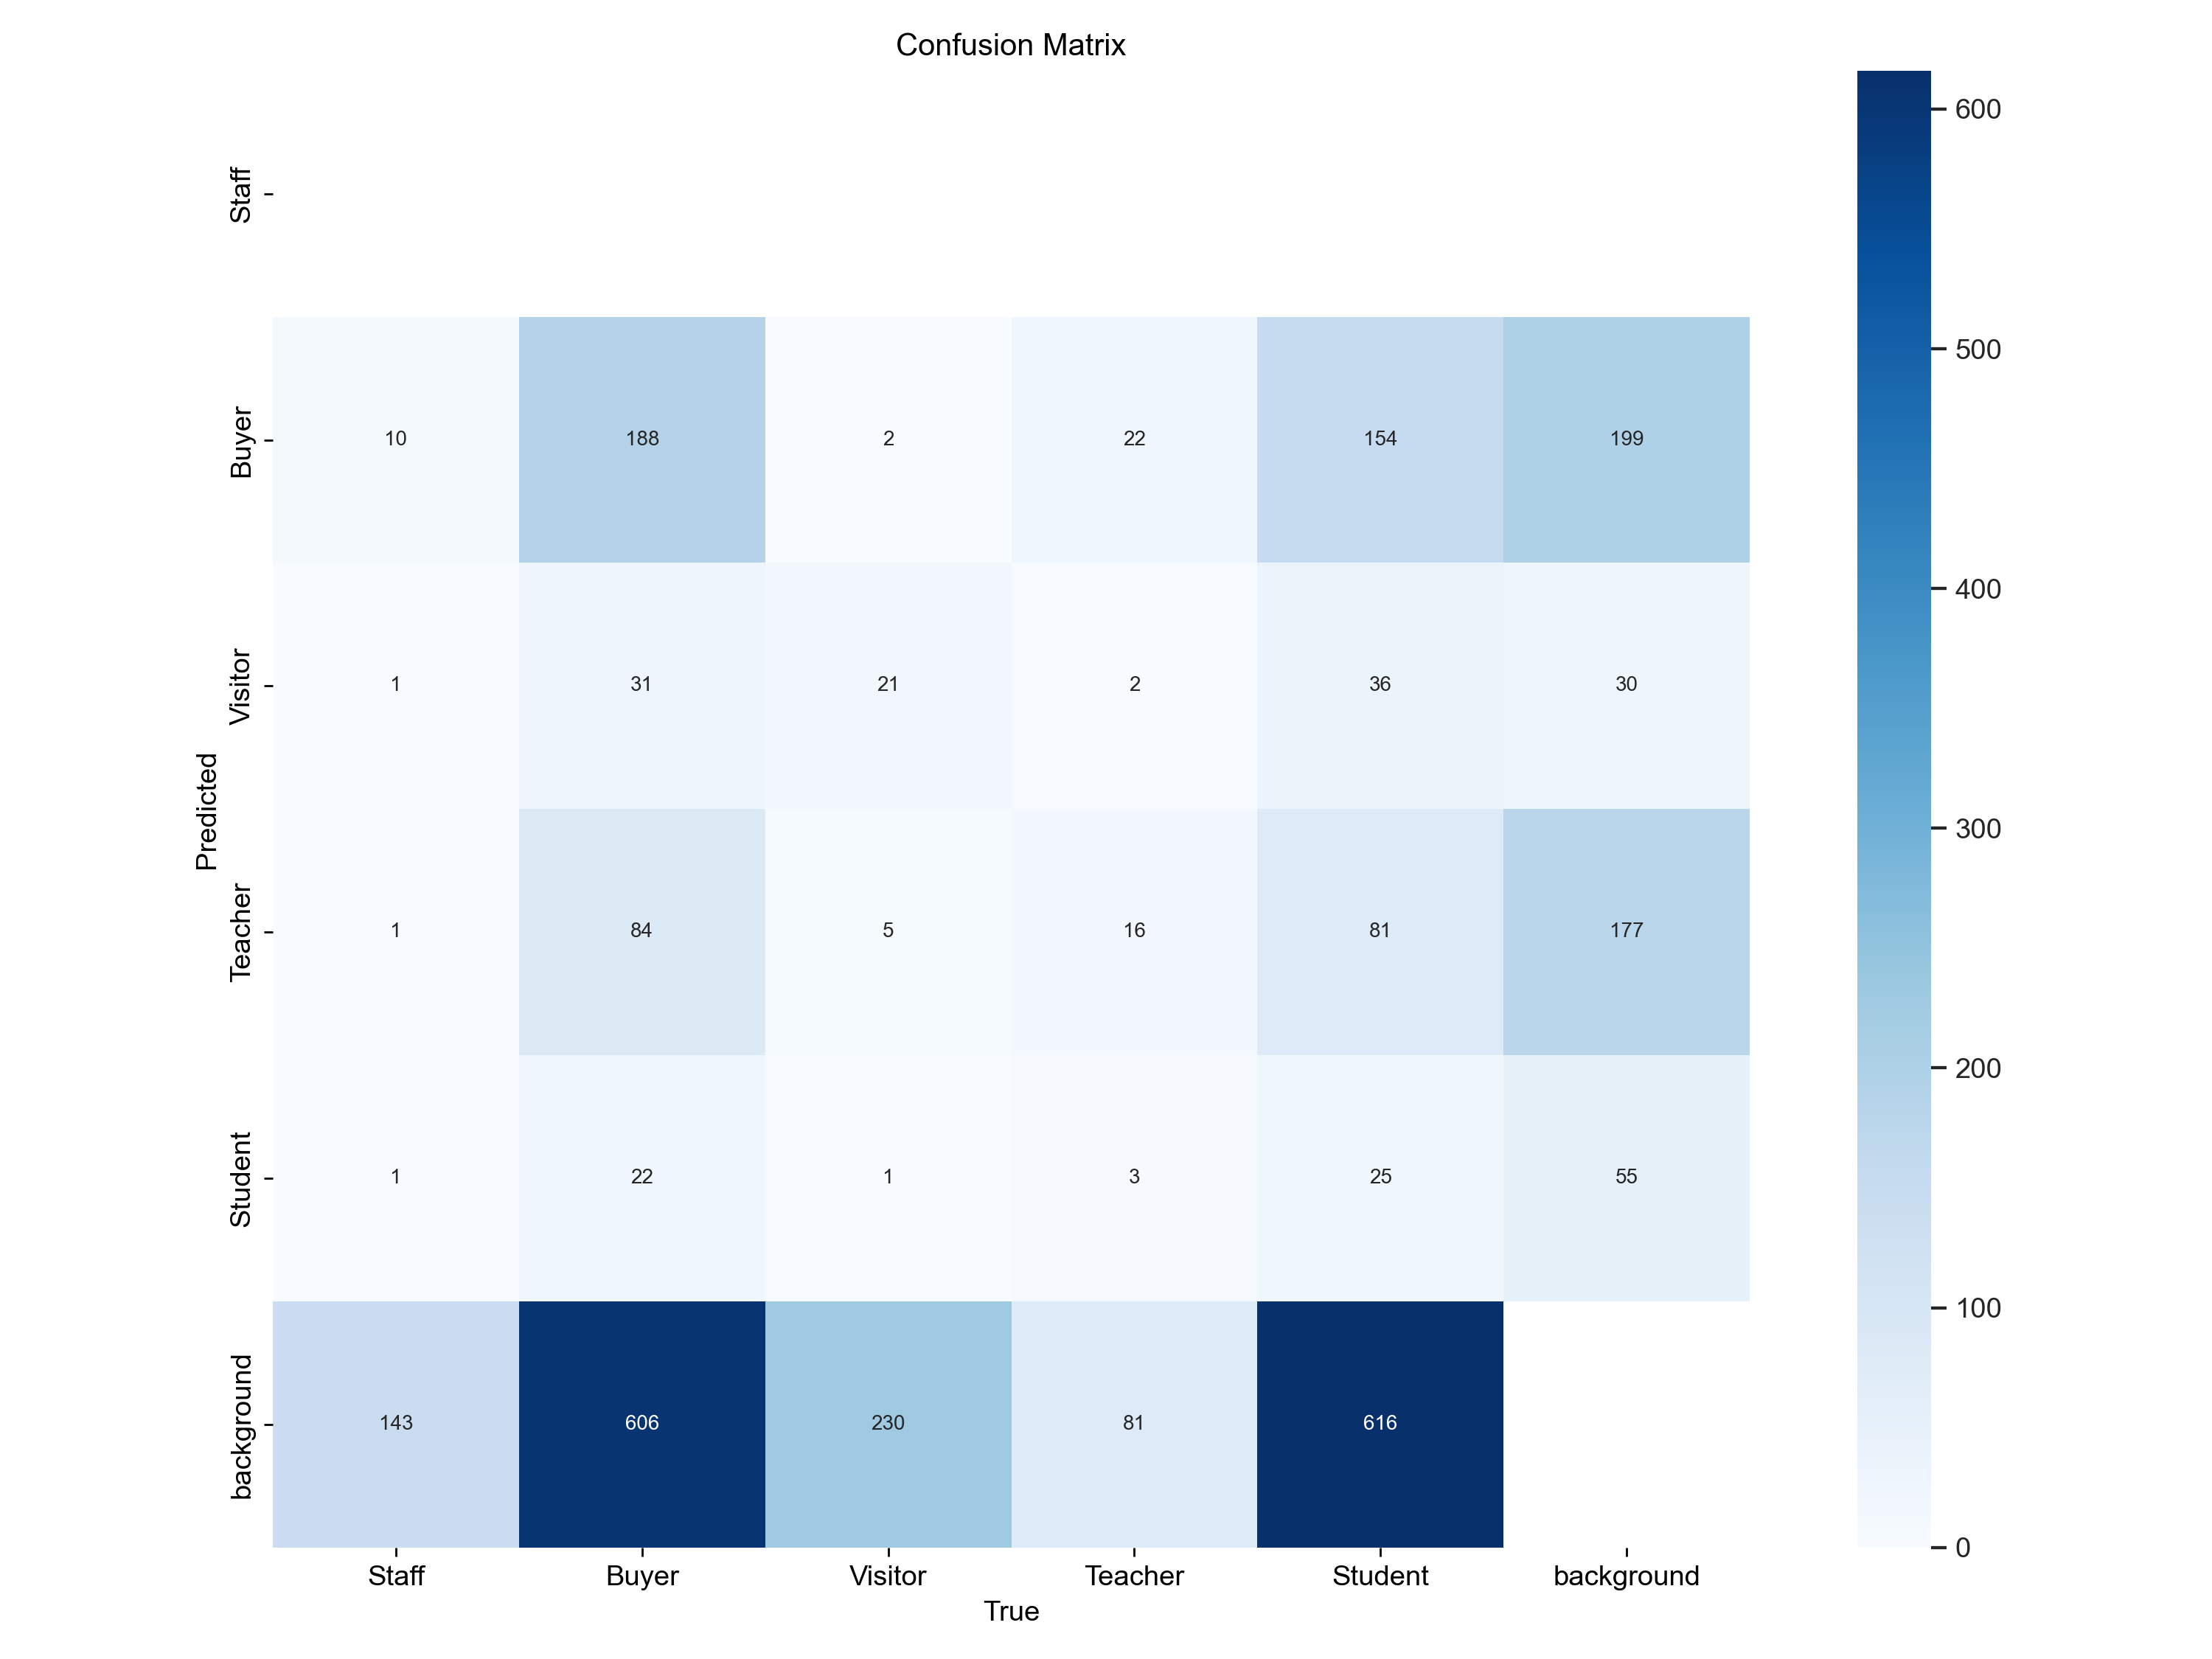 Confusion Matrix
600
500
400
300
200
100
0
Predicted
Staff
Buyer 10 188 2 22 154 199
Visitor 1 31 21 2 36 30
Teacher 1 84 5 16 81 177
Student 1 22 1 3 25 55
background 143 606 230 81 616
Staff Buyer Visitor Teacher Student background
True